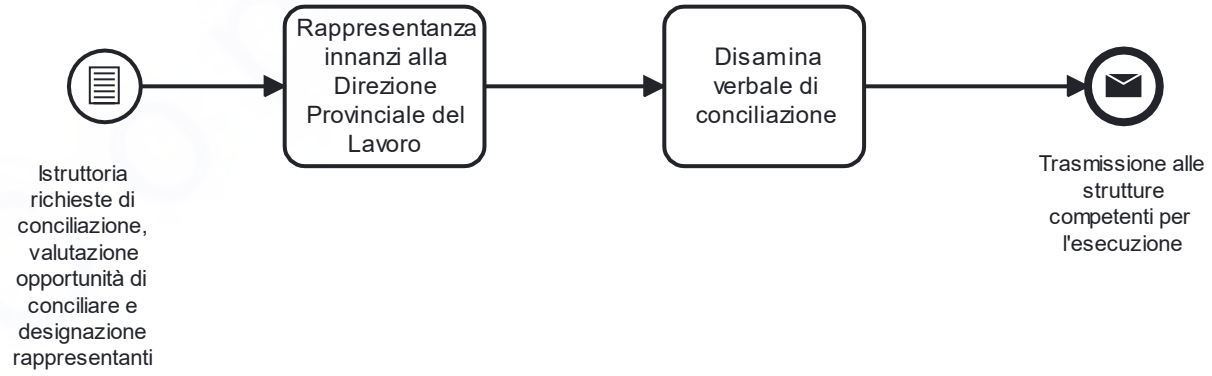 Rappresentanza
innanzi alla
Direzione
Provinciale del
Lavoro
Disamina
verbale di
conciliazione
Istruttoria
richieste di
conciliazione,
valutazione
opportunità di
conciliare e
designazione
rappresentanti
Trasmissione alle
strutture
competenti per
l'esecuzione